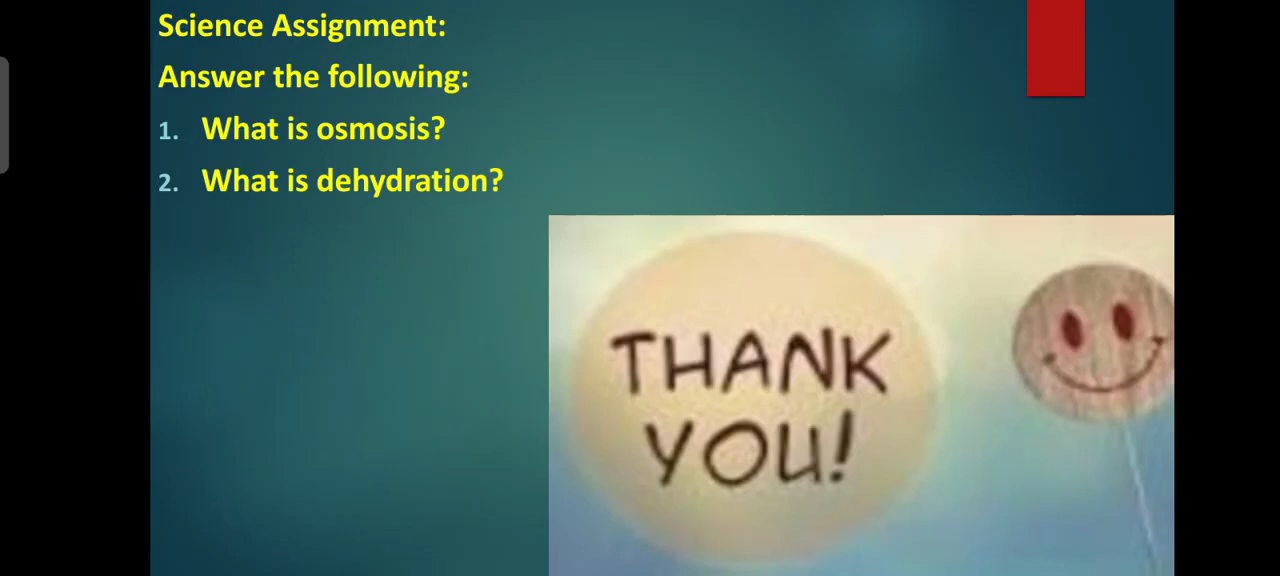 Science Assignment:
Answer the following:
1. What is osmosis?
2. What is dehydration?
THANK
YOU!